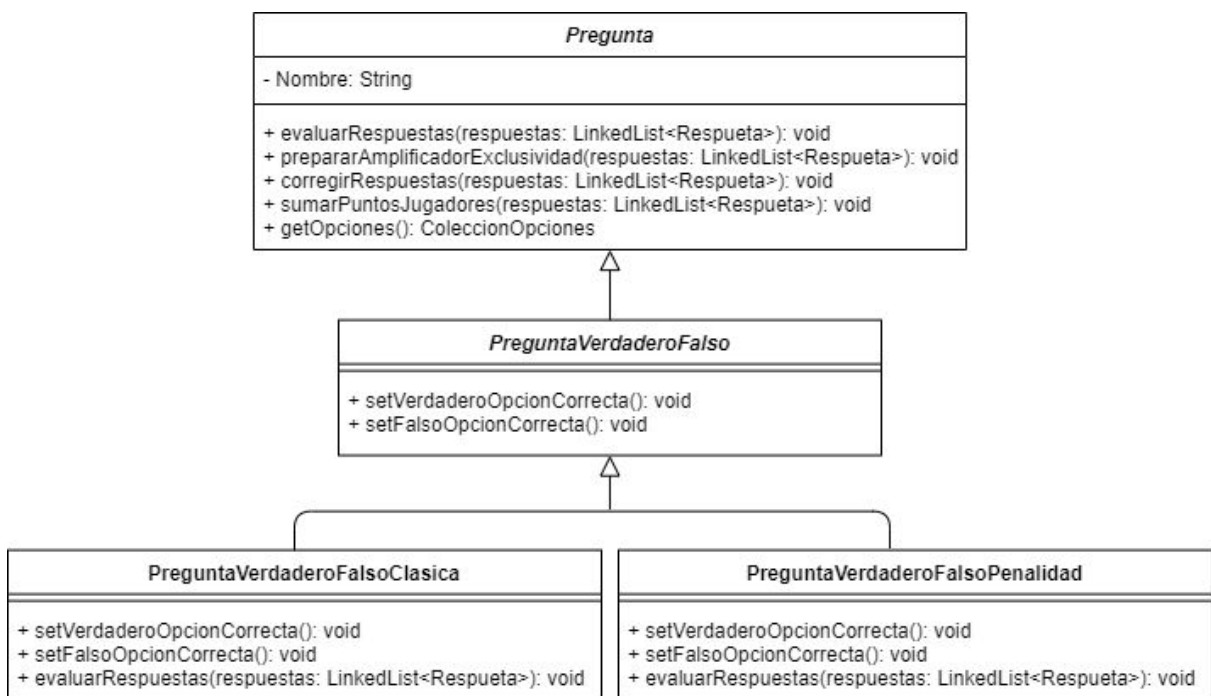 Pregunta
- Nombre: String
+ evaluarRespuestas(respuestas: LinkedList<Respueta>): void
+ prepararAmplificadorExclusividad(respuestas: LinkedList<Respueta>): void
+ corregirRespuestas(respuestas: LinkedList<Respueta>): void
+ sumarPuntosJugadores(respuestas: LinkedList<Respueta>): void
+ getOpciones(): ColeccionOpciones
PreguntaVerdaderoFalso
+ setVerdaderoOpcionCorrecta(): void
+ setFalsoOpcionCorrecta(): void
PreguntaVerdaderoFalsoClasica
+ setVerdaderoOpcionCorrecta(): void
+ setFalsoOpcionCorrecta(): void
+ evaluarRespuestas(respuestas: LinkedList<Respueta>): void
PreguntaVerdaderoFalsoPenalidad
+ setVerdaderoOpcionCorrecta(): void
+ setFalsoOpcionCorrecta(): void
+ evaluarRespuestas(respuestas: LinkedList<Respueta>): void